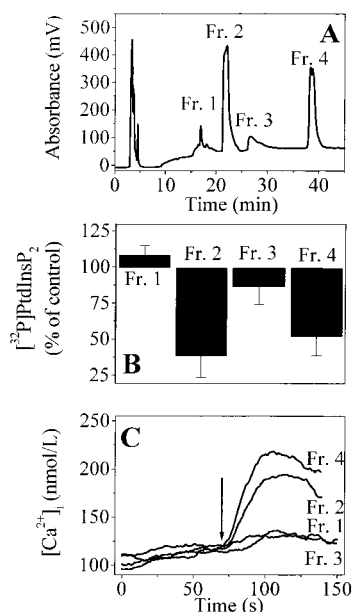 A
Absorbance (mV)
500
400
300
200
100
0
Fr. 1
Fr. 2
Fr. 3
Fr. 4
0 10 20 30 40
Time (min)
B
[³²P]PtdInsP₂
(% of control)
125
100
75
50
25
Fr. 1
Fr. 2
Fr. 3
Fr. 4
C
[Ca²⁺]ᵢ (nmol/L)
250
200
150
100
Fr. 4
Fr. 2
Fr. 1
Fr. 3
0 50 100 150
Time (s)